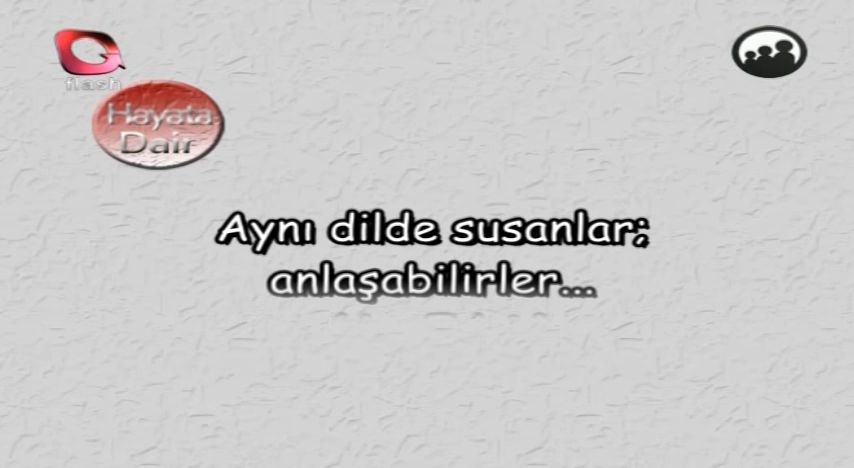 flash
Hayata
Dair
Aynı dilde susanlar;
anlaşabilirler...